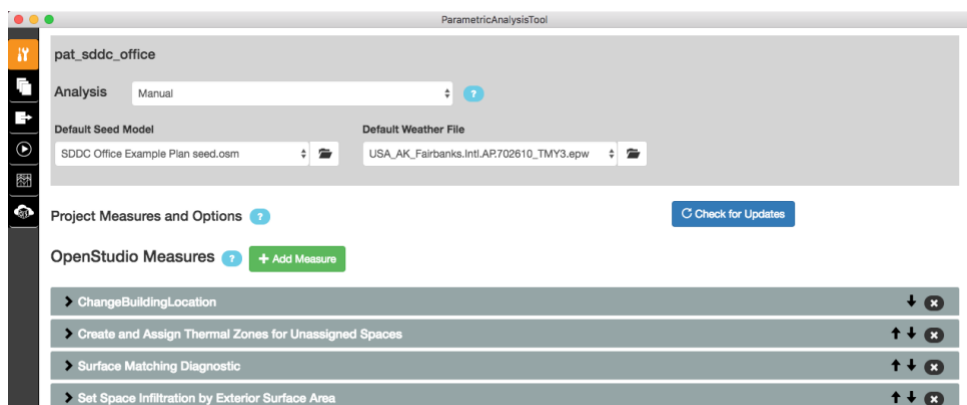 ParametricAnalysisTool
pat_sddc_office
Analysis Manual ?
Default Seed Model Default Weather File
SDDC Office Example Plan seed.osm USA_AK_Fairbanks.Intl.AP.702610_TMY3.epw
Project Measures and Options ? Check for Updates
OpenStudio Measures ? + Add Measure
ChangeBuildingLocation
Create and Assign Thermal Zones for Unassigned Spaces
Surface Matching Diagnostic
Set Space Infiltration by Exterior Surface Area